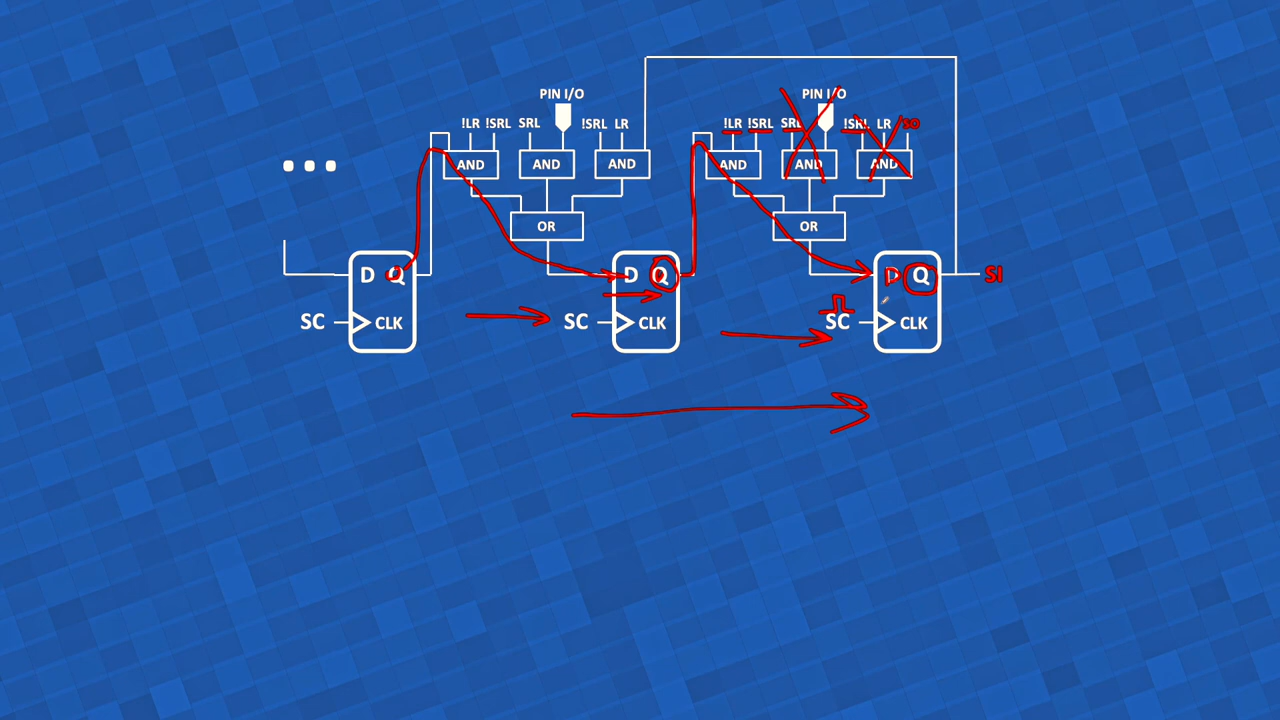 PIN I/O PIN I/O
!LR !SRL SRL !SRL LR !LR !SRL SRL !SRL LR SO
AND AND AND AND AND AND
OR OR
D Q D Q D Q SI
SC CLK SC CLK SC CLK